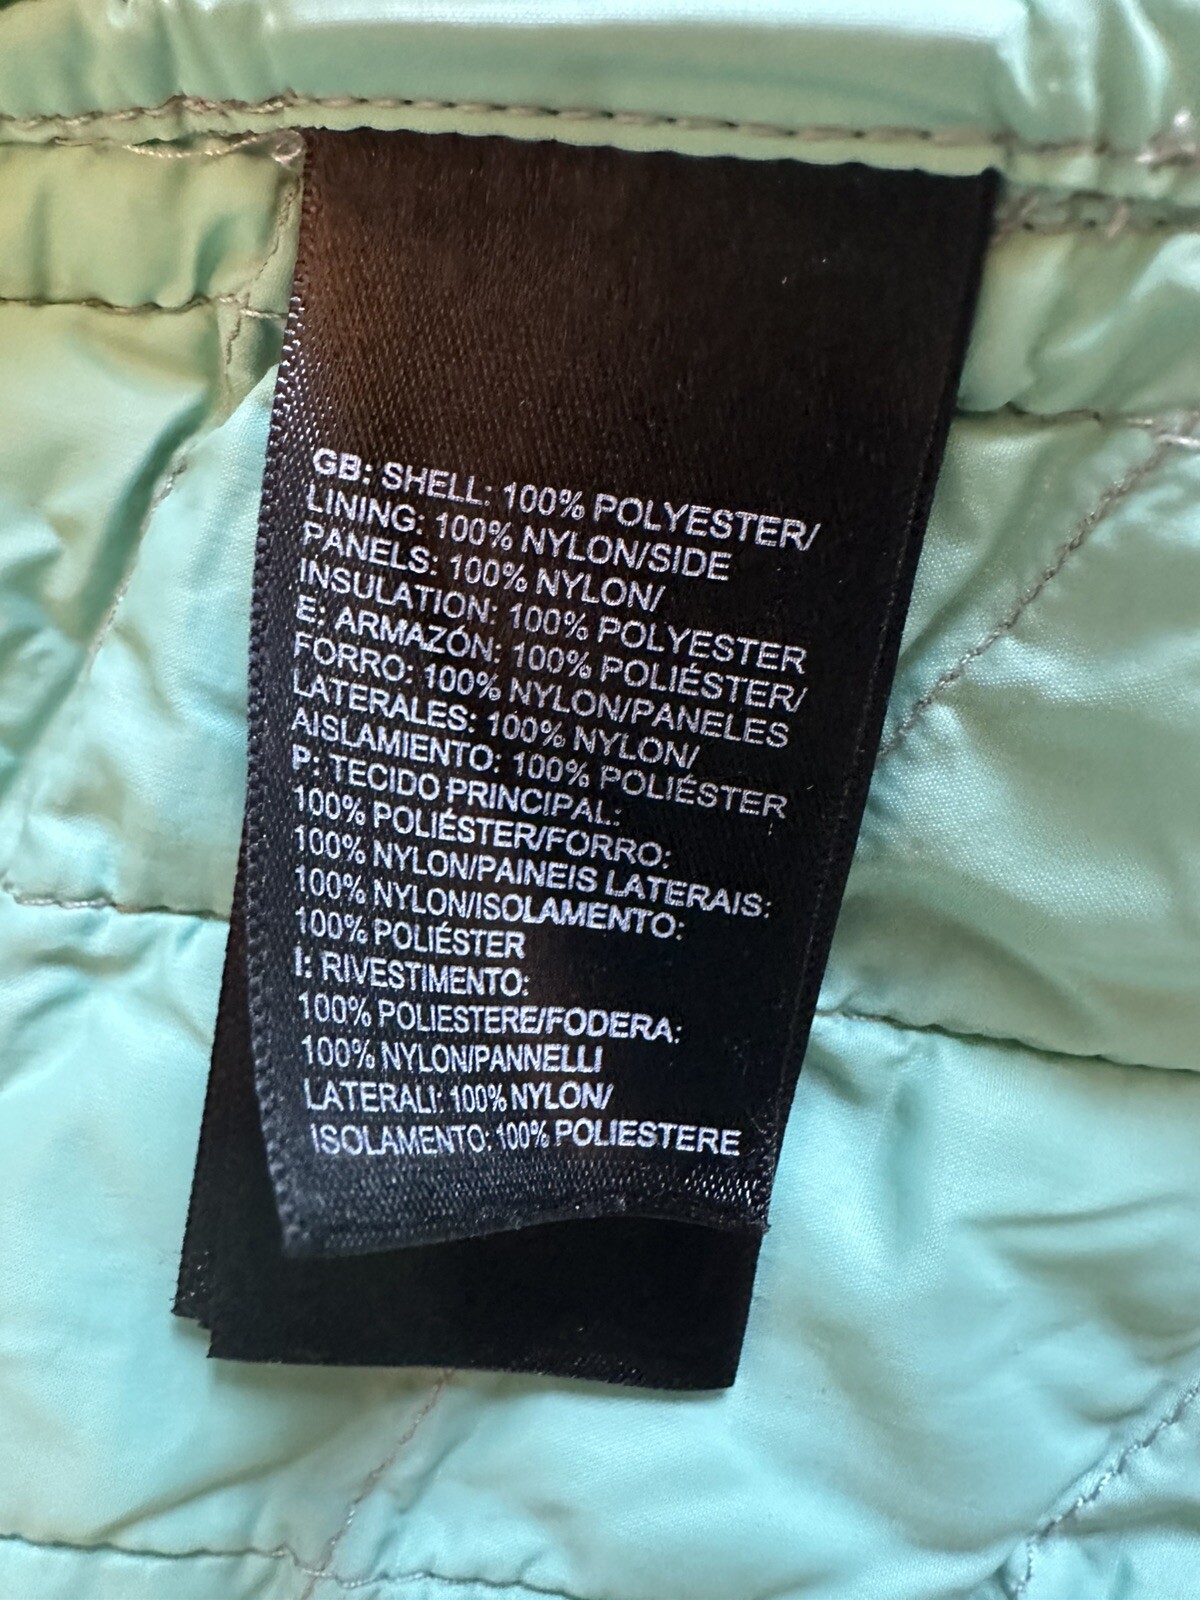 GB: SHELL: 100% POLYESTER/
LINING: 100% NYLON/SIDE
PANELS: 100% NYLON/
INSULATION: 100% POLYESTER
E: ARMAZÓN: 100% POLIÉSTER/
FORRO: 100% NYLON/PANELES
LATERALES: 100% NYLON/
AISLAMIENTO: 100% POLIÉSTER
P: TECIDO PRINCIPAL:
100% POLIÉSTER/FORRO:
100% NYLON/PAINEIS LATERAIS:
100% NYLON/ISOLAMENTO:
100% POLIÉSTER
I: RIVESTIMENTO:
100% POLIESTERE/FODERA:
100% NYLON/PANNELLI
LATERALI: 100% NYLON/
ISOLAMENTO: 100% POLIESTERE